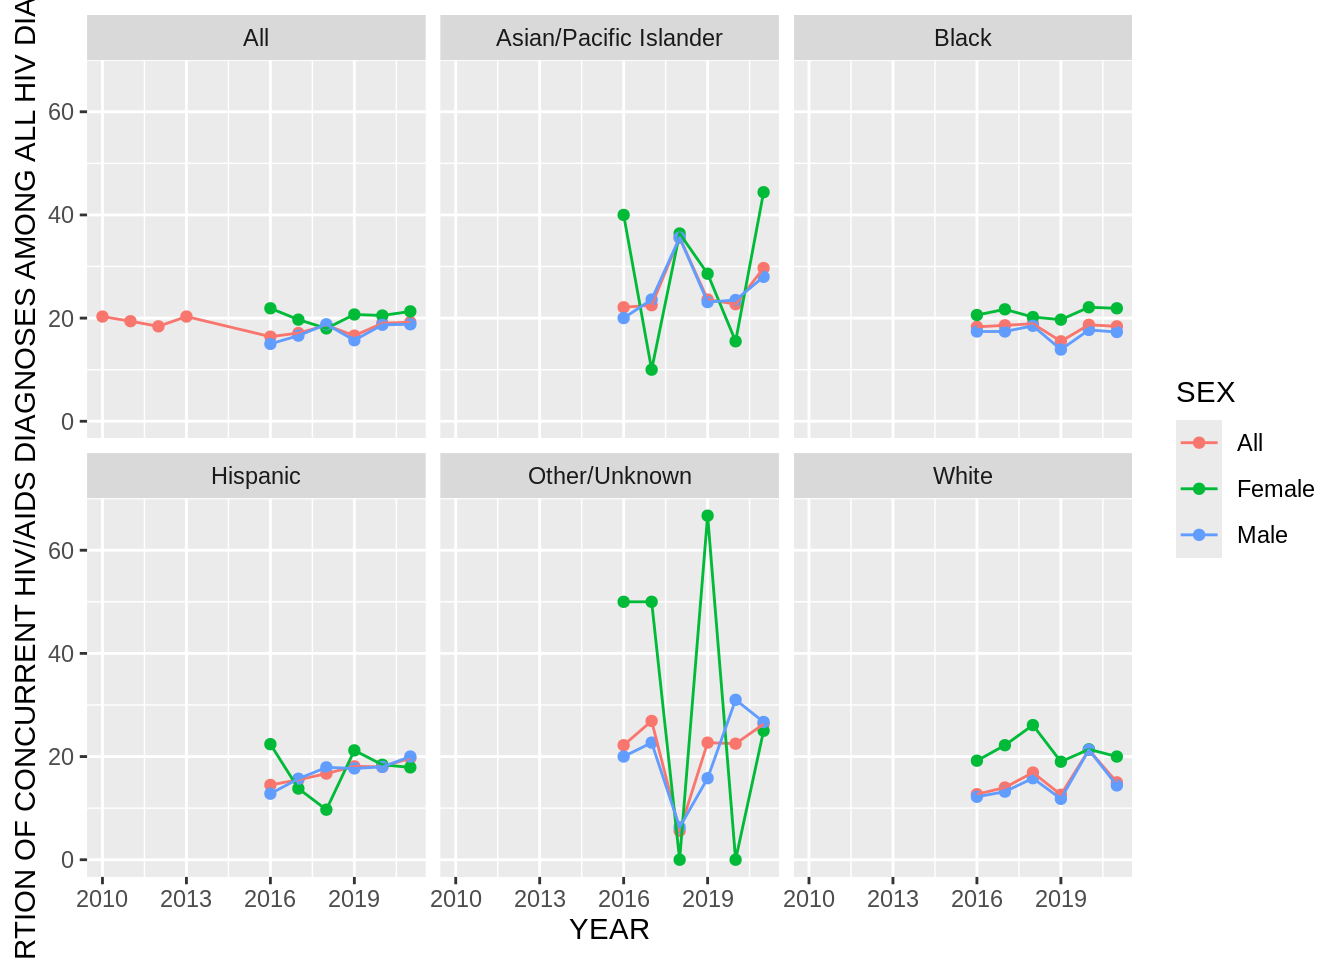 RTION OF CONCURRENT HIV/AIDS DIAGNOSES AMONG ALL HIV DIA
All
Asian/Pacific Islander
Black
60
40
20
0
Hispanic
Other/Unknown
White
60
40
20
0
2010 2013 2016 2019
2010 2013 2016 2019
2010 2013 2016 2019
YEAR
SEX
All
Female
Male